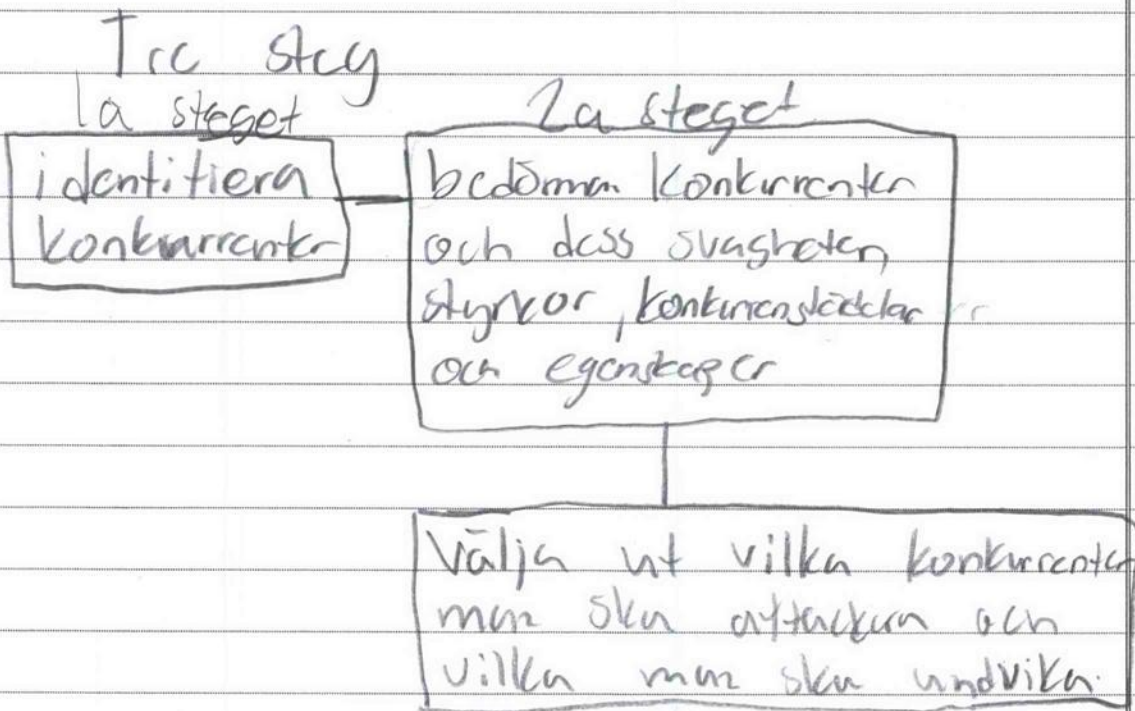 Tre steg
1a steget
identifiera
konkurrenter
2a steget
bedöma konkurrenter
och dess svagheter,
styrkor, konkurrensfördelar
och egenskaper
Välja ut vilka konkurrenter
man ska attackera och
vilka man ska undvika.